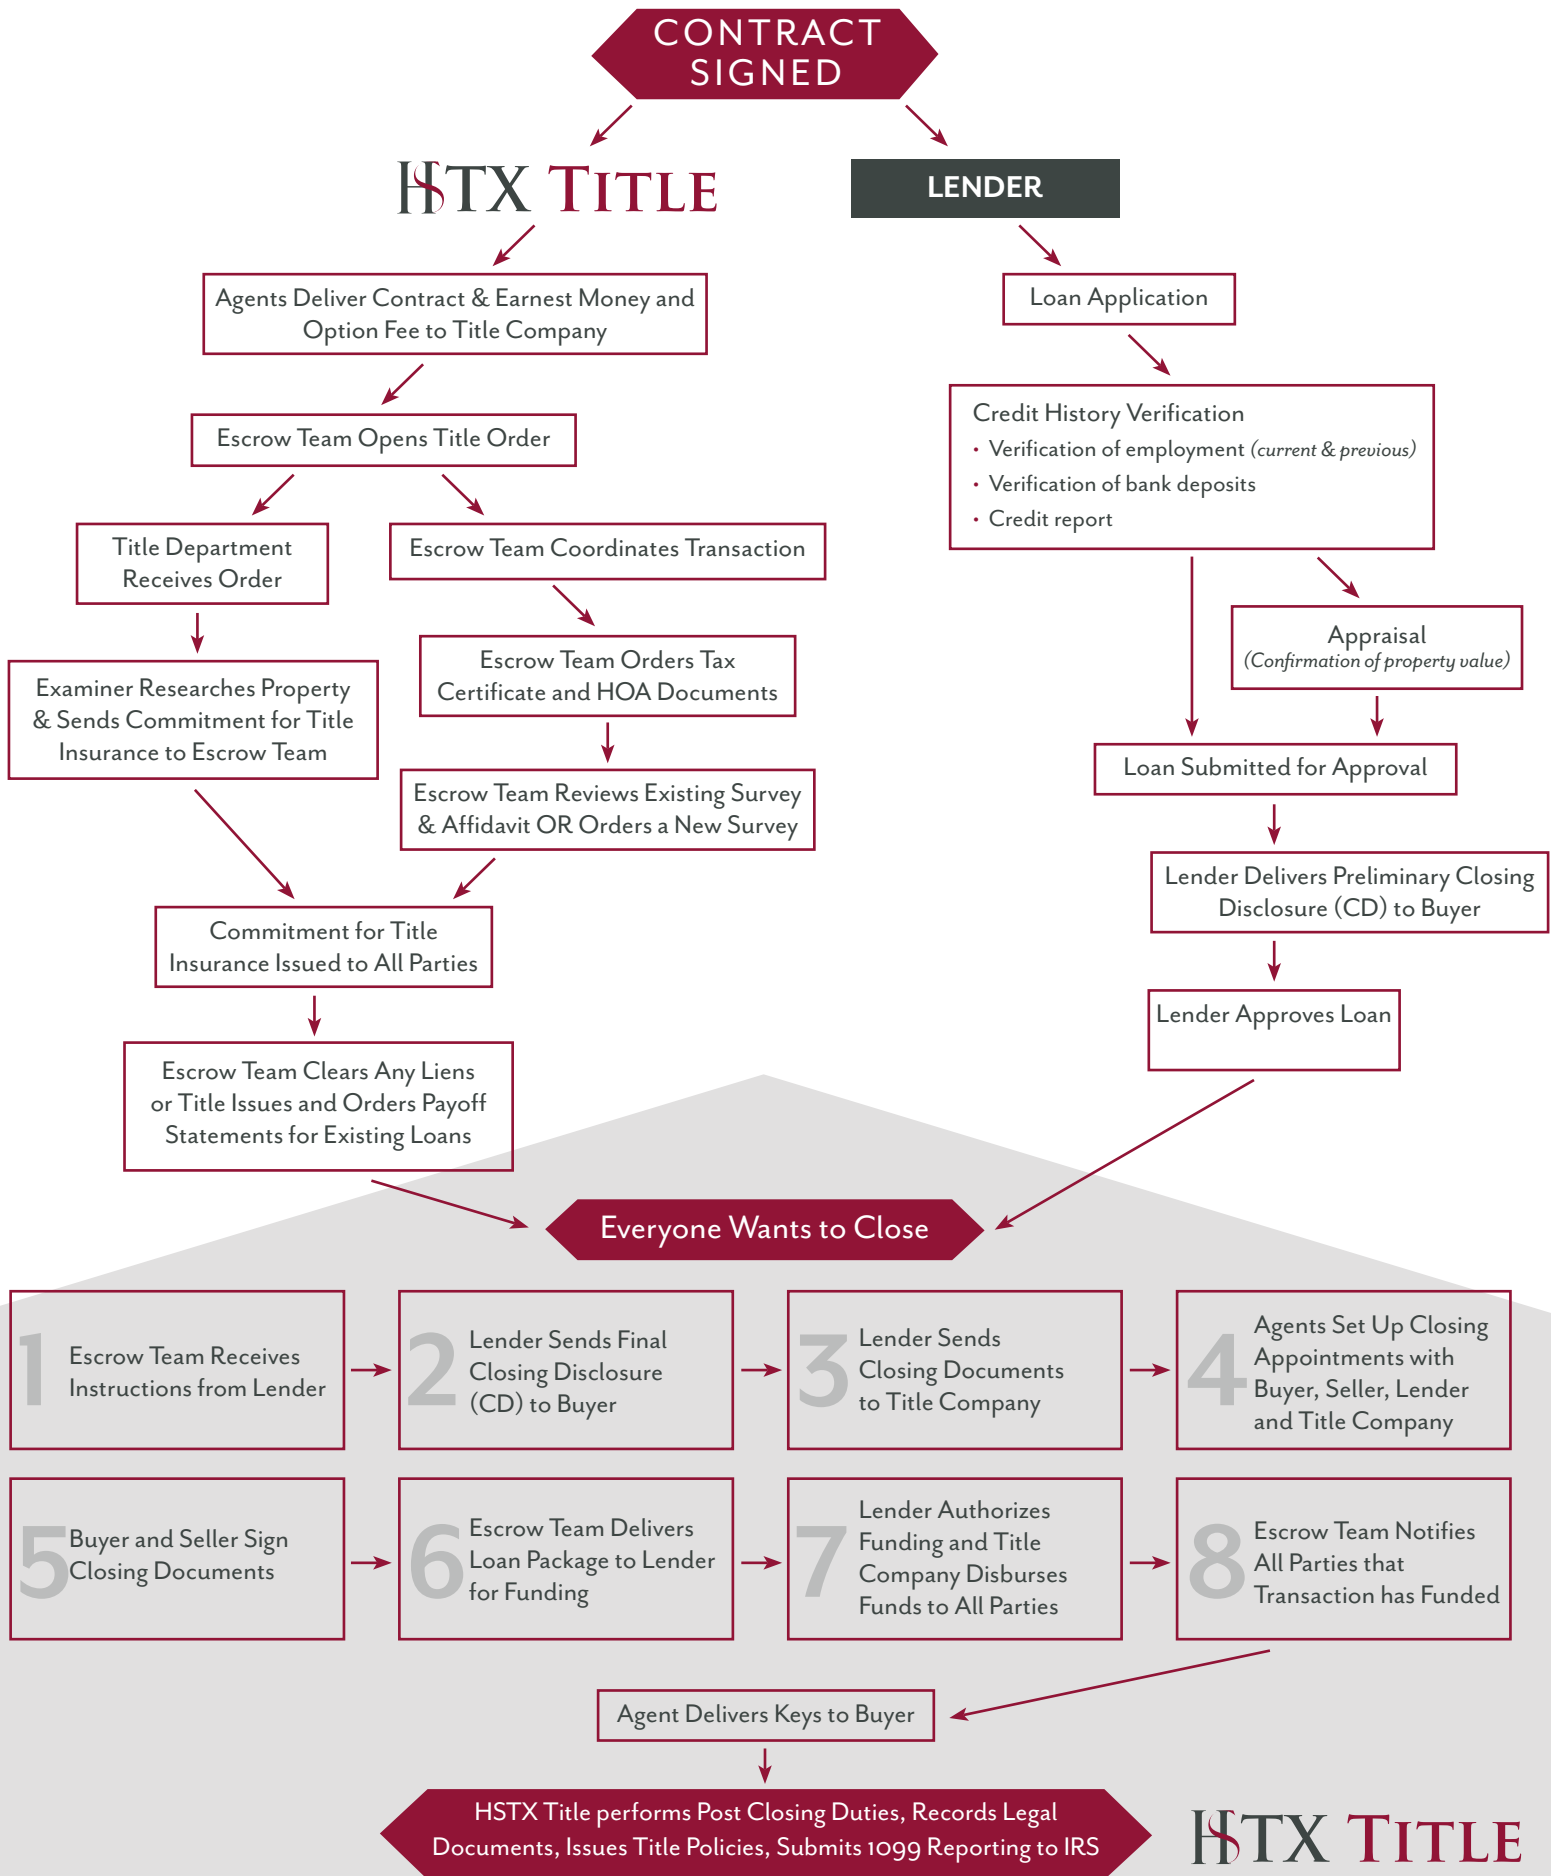 CONTRACT
SIGNED
HSTX TITLE
LENDER
Agents Deliver Contract & Earnest Money and
Option Fee to Title Company
Loan Application
Escrow Team Opens Title Order
Credit History Verification
• Verification of employment (current & previous)
• Verification of bank deposits
• Credit report
Title Department
Receives Order
Escrow Team Coordinates Transaction
Examiner Researches Property
& Sends Commitment for Title
Insurance to Escrow Team
Escrow Team Orders Tax
Certificate and HOA Documents
Appraisal
(Confirmation of property value)
Escrow Team Reviews Existing Survey
& Affidavit OR Orders a New Survey
Loan Submitted for Approval
Commitment for Title
Insurance Issued to All Parties
Lender Delivers Preliminary Closing
Disclosure (CD) to Buyer
Escrow Team Clears Any Liens
or Title Issues and Orders Payoff
Statements for Existing Loans
Lender Approves Loan
Everyone Wants to Close
1
Escrow Team Receives
Instructions from Lender
2
Lender Sends Final
Closing Disclosure
(CD) to Buyer
3
Lender Sends
Closing Documents
to Title Company
4
Agents Set Up Closing
Appointments with
Buyer, Seller, Lender
and Title Company
5
Buyer and Seller Sign
Closing Documents
6
Escrow Team Delivers
Loan Package to Lender
for Funding
7
Lender Authorizes
Funding and Title
Company Disburses
Funds to All Parties
8
Escrow Team Notifies
All Parties that
Transaction has Funded
Agent Delivers Keys to Buyer
HSTX Title performs Post Closing Duties, Records Legal
Documents, Issues Title Policies, Submits 1099 Reporting to IRS
HSTX TITLE